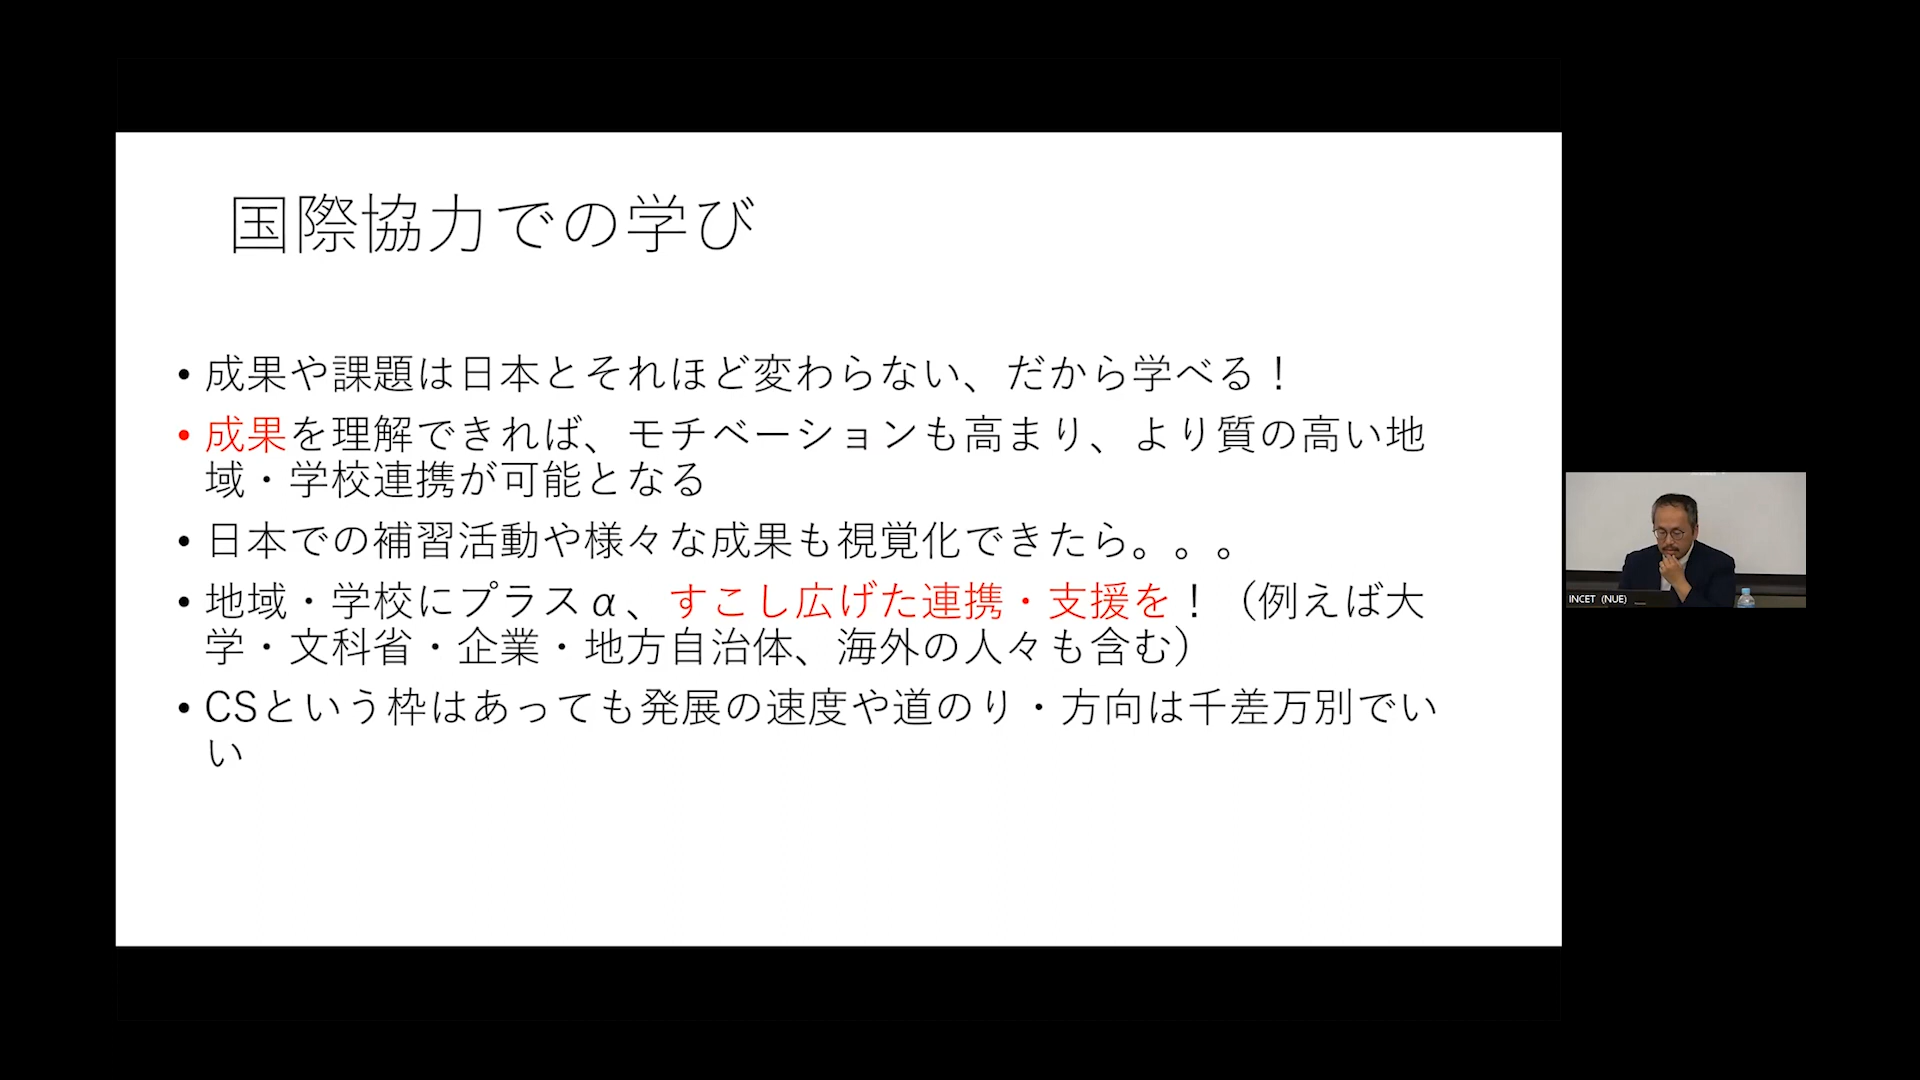 国際協力での学び
• 成果や課題は日本とそれほど変わらない、だから学べる！
• 成果を理解できれば、モチベーションも高まり、より質の高い地
域・学校連携が可能となる
• 日本での補習活動や様々な成果も視覚化できたら。。。
• 地域・学校にプラスα、すこし広げた連携・支援を！（例えば大
学・文科省・企業・地方自治体、海外の人々も含む）
• CSという枠はあっても発展の速度や道のり・方向は千差万別でい
い
INCET (NUE)